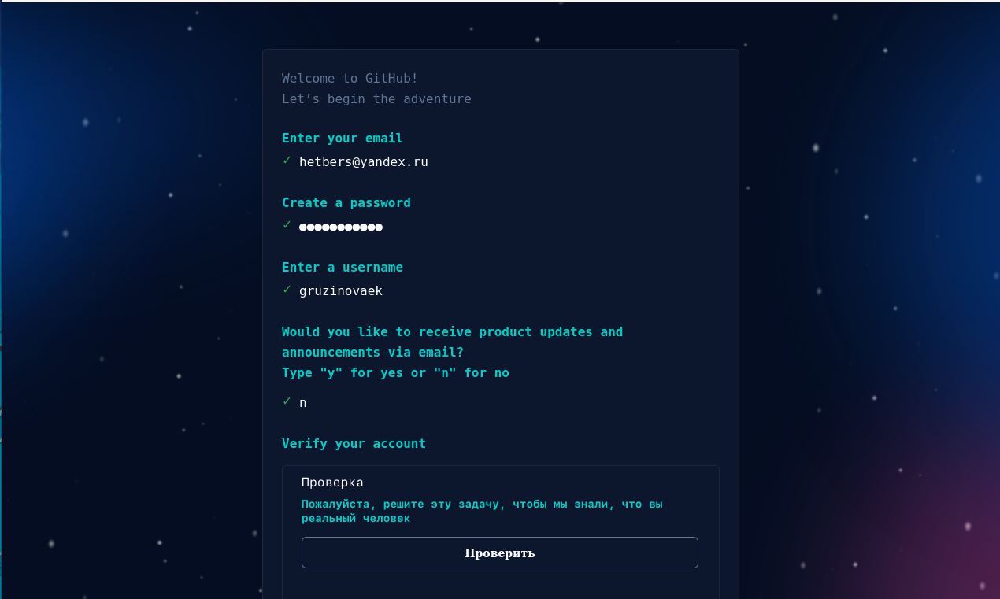 Welcome to GitHub!
Let’s begin the adventure
Enter your email
✓ hetbers@yandex.ru
Create a password
✓ ●●●●●●●●●●●
Enter a username
✓ gruzinovaek
Would you like to receive product updates and
announcements via email?
Type "y" for yes or "n" for no
✓ n
Verify your account
Проверка
Пожалуйста, решите эту задачу, чтобы мы знали, что вы
реальный человек
Проверить